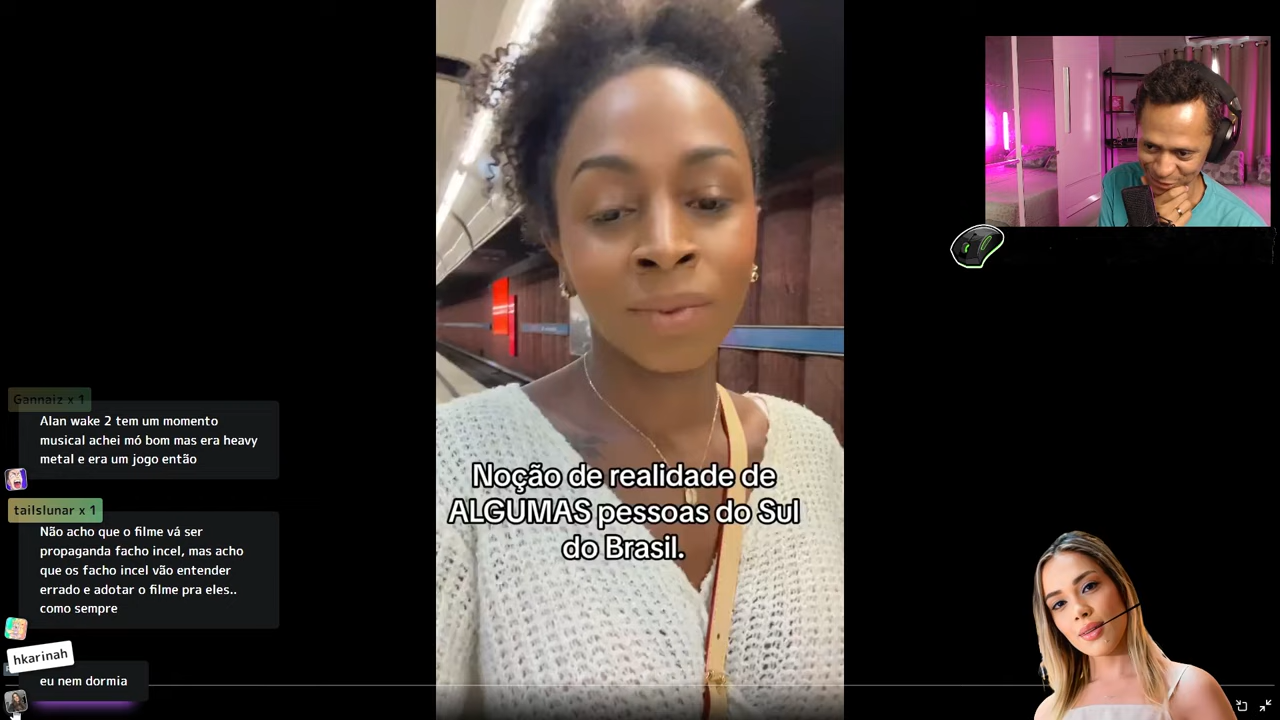 Gannaiz x 1
Alan wake 2 tem um momento
musical achei mó bom mas era heavy
metal e era um jogo então
tailslunar x 1
Não acho que o filme vá ser
propaganda facho incel, mas acho
que os facho incel vão entender
errado e adotar o filme pra eles..
como sempre
hkarinah
eu nem dormia
Noção de realidade de
ALGUMAS pessoas do Sul
do Brasil.